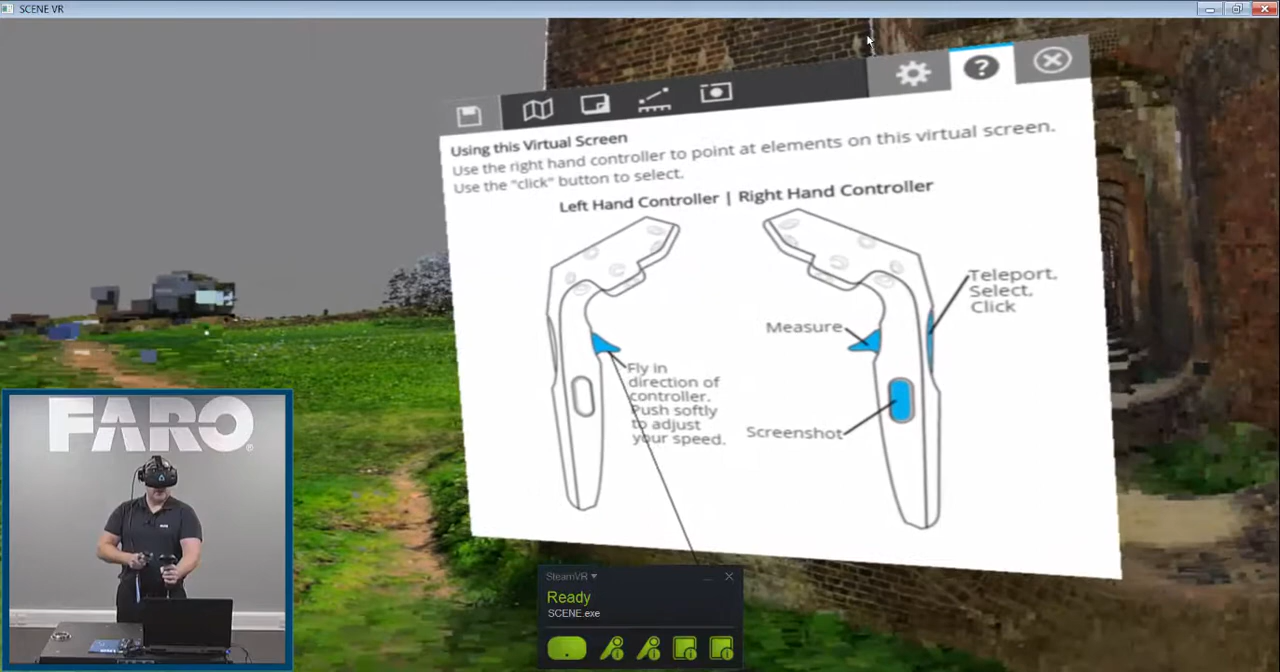 SCENE VR
Using this Virtual Screen
Use the right hand controller to point at elements on this virtual screen.
Use the "click" button to select.
Left Hand Controller | Right Hand Controller
Teleport,
Select,
Click
Measure
Fly in
direction of
controller.
Push softly
to adjust
your speed.
Screenshot
FARO®
SteamVR
Ready
SCENE.exe